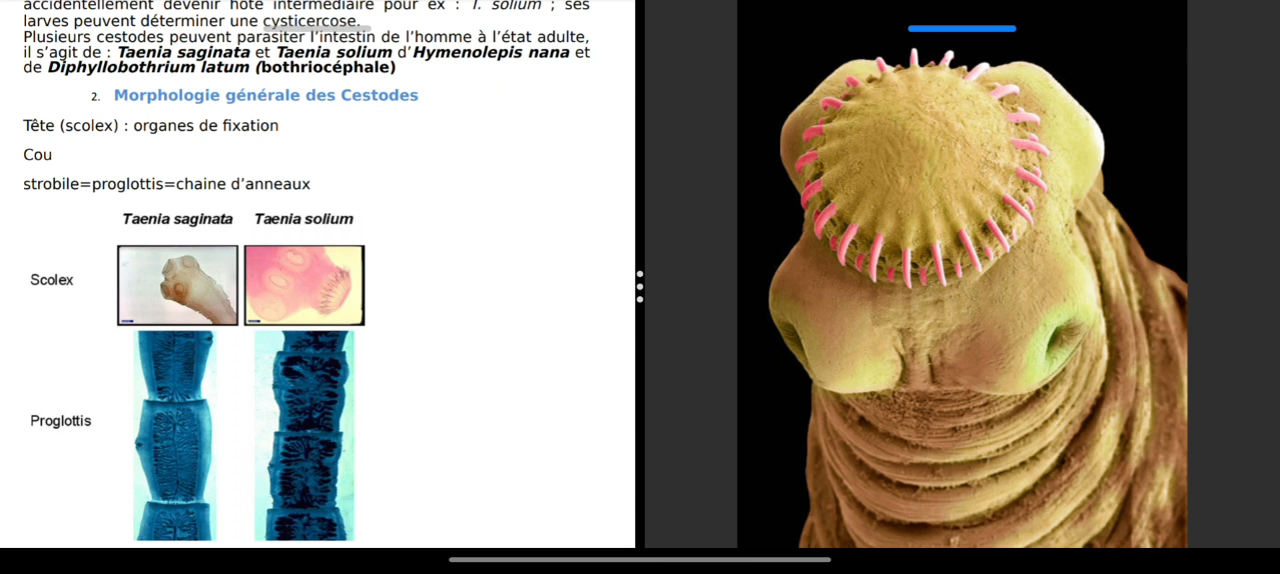 accidentellement devenir hôte intermédiaire pour ex : T. solium ; ses
larves peuvent déterminer une cysticercose.
Plusieurs cestodes peuvent parasiter l'intestin de l'homme à l'état adulte,
il s'agit de : Taenia saginata et Taenia solium d'Hymenolepis nana et
de Diphyllobothrium latum (bothriocéphale)
2. Morphologie générale des Cestodes
Tête (scolex) : organes de fixation
Cou
strobile=proglottis=chaine d'anneaux
Taenia saginata Taenia solium
Scolex
Proglottis